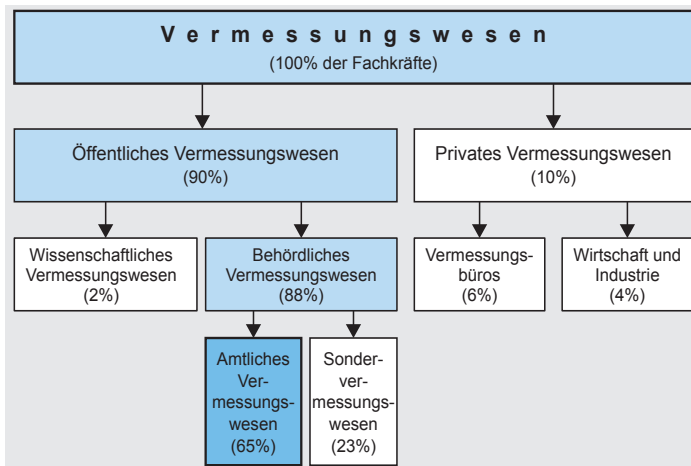 Vermessungswesen
(100% der Fachkräfte)
Öffentliches Vermessungswesen
(90%)
Privates Vermessungswesen
(10%)
Wissenschaftliches
Vermessungswesen
(2%)
Behördliches
Vermessungswesen
(88%)
Vermessungs-
büros
(6%)
Wirtschaft und
Industrie
(4%)
Amtliches
Ver-
messungs-
wesen
(65%)
Sonder-
ver-
messungs-
wesen
(23%)